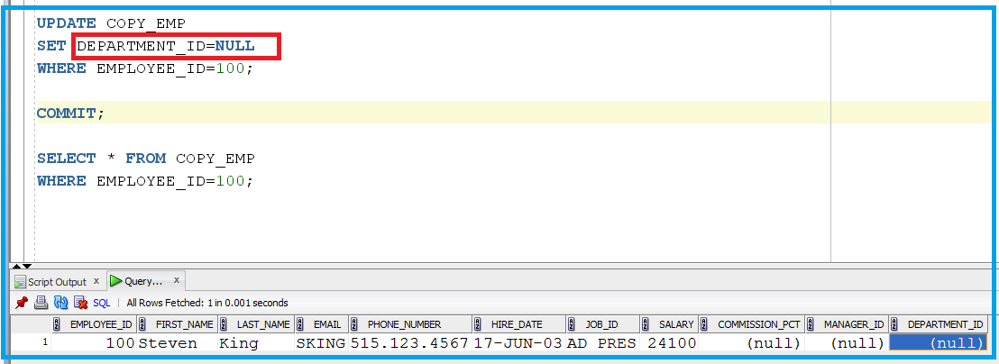 UPDATE COPY_EMP
SET DEPARTMENT_ID=NULL
WHERE EMPLOYEE_ID=100;
COMMIT;
SELECT * FROM COPY_EMP
WHERE EMPLOYEE_ID=100;
Script Output x Query... x
SQL | All Rows Fetched: 1 in 0.001 seconds
EMPLOYEE_ID FIRST_NAME LAST_NAME EMAIL PHONE_NUMBER HIRE_DATE JOB_ID SALARY COMMISSION_PCT MANAGER_ID DEPARTMENT_ID
1 100 Steven King SKING 515.123.4567 17-JUN-03 AD PRES 24100 (null) (null) (null)